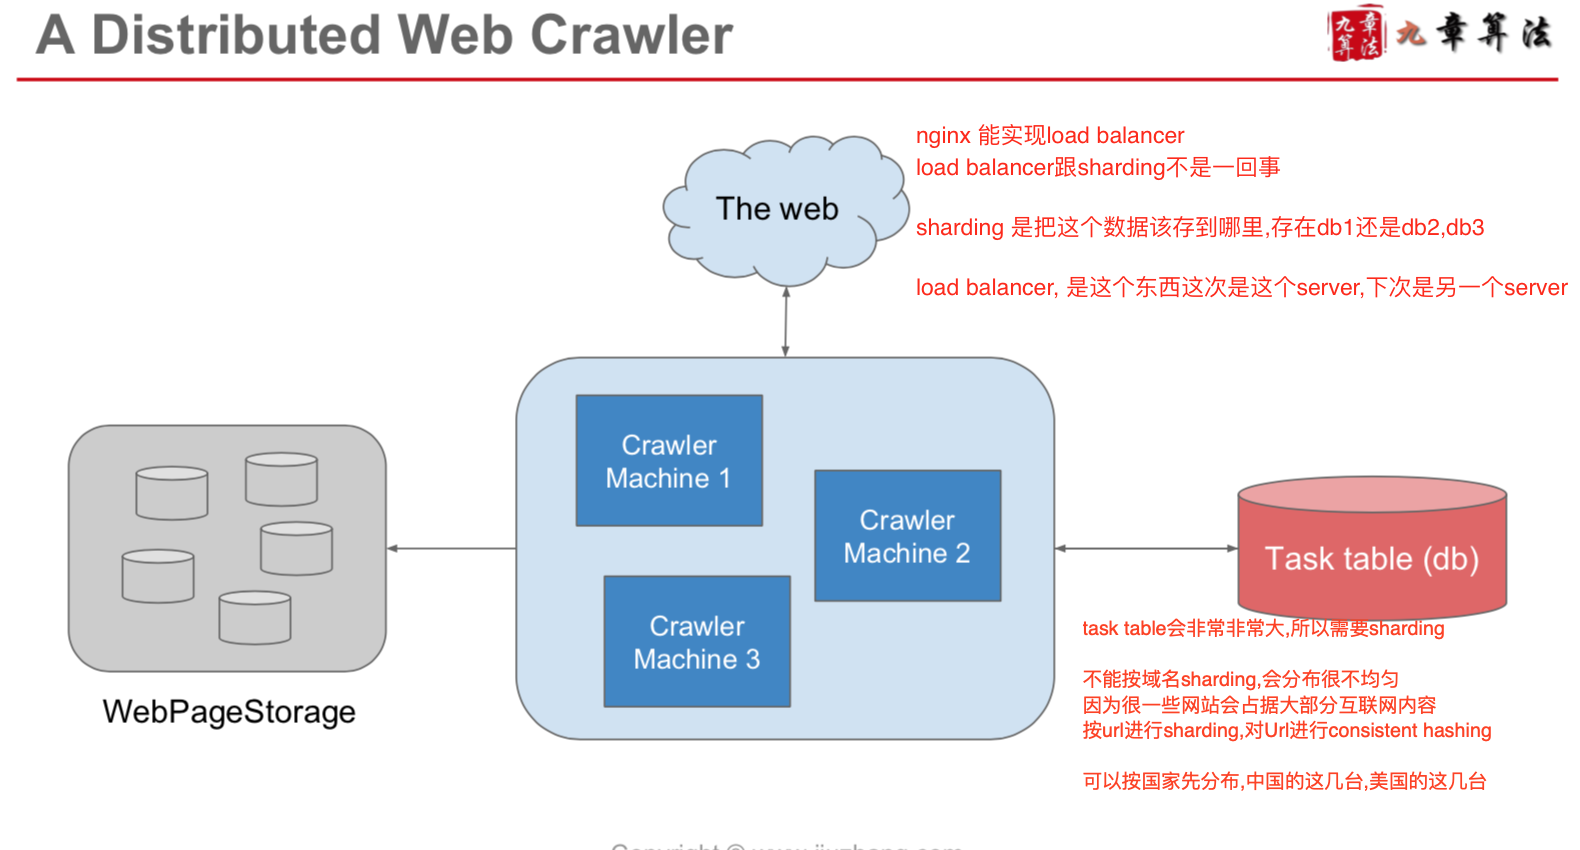 A Distributed Web Crawler
九章算法
九章算法
nginx 能实现load balancer
load balancer跟sharding不是一回事
sharding 是把这个数据该存到哪里,存在db1还是db2,db3
load balancer, 是这个东西这次是这个server,下次是另一个server
The web
Crawler
Machine 1
Crawler
Machine 2
Crawler
Machine 3
Task table (db)
task table会非常非常大,所以需要sharding
不能按域名sharding,会分布很不均匀
因为很一些网站会占据大部分互联网内容
按url进行sharding,对Url进行consistent hashing
可以按国家先分布,中国的这几台,美国的这几台
WebPageStorage
Copyright © www.jiuzhang.com